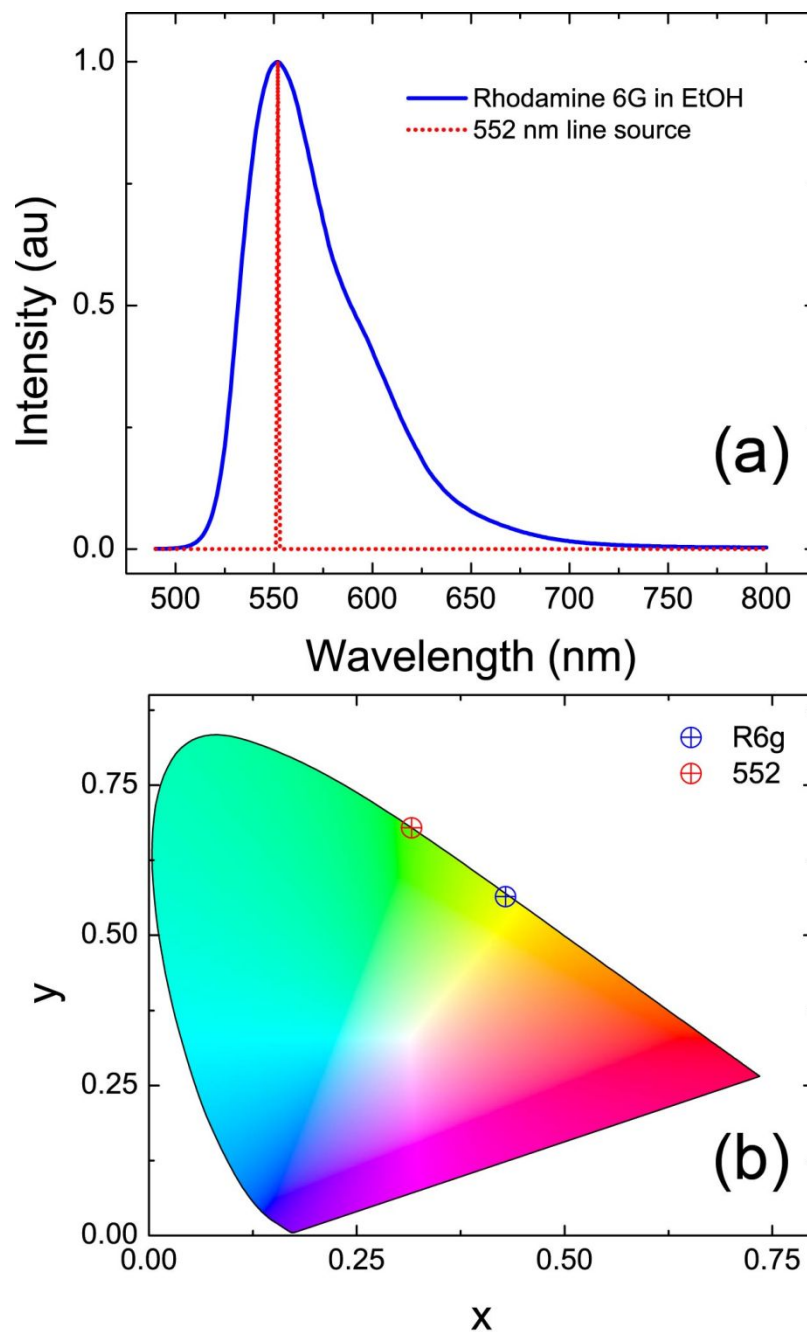 1.0
0.5
0.0
Intensity (au)
Rhodamine 6G in EtOH
552 nm line source
(a)
500 550 600 650 700 750 800
Wavelength (nm)
0.75
0.50
0.25
0.00
y
R6g
552
(b)
0.00 0.25 0.50 0.75
x